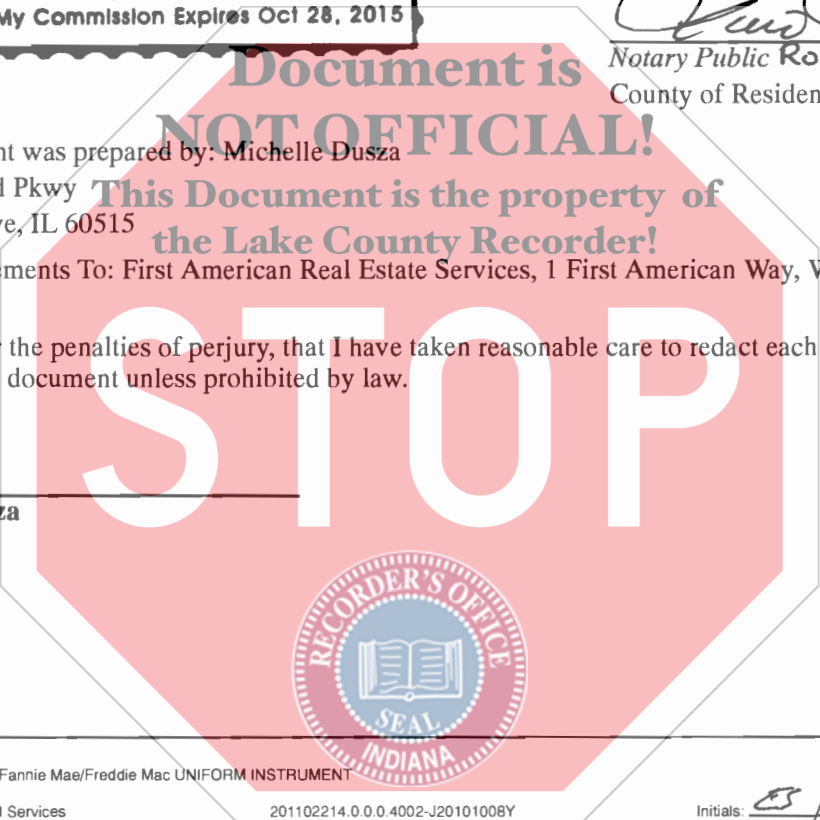 My Commission Expires Oct 28, 2015
Notary Public Ro
County of Residen
Document is
NOT OFFICIAL!
This Document is the property of
the Lake County Recorder!
nt was prepared by: Michelle Dusza
d Pkwy
ve, IL 60515
ements To: First American Real Estate Services, 1 First American Way, W
r the penalties of perjury, that I have taken reasonable care to redact each
document unless prohibited by law.
STOP
za
RECORDER'S OFFICE
SEAL
INDIANA
Fannie Mae/Freddie Mac UNIFORM INSTRUMENT
l Services
201102214.0.0.0.4002-J20101008Y
Initials: ES